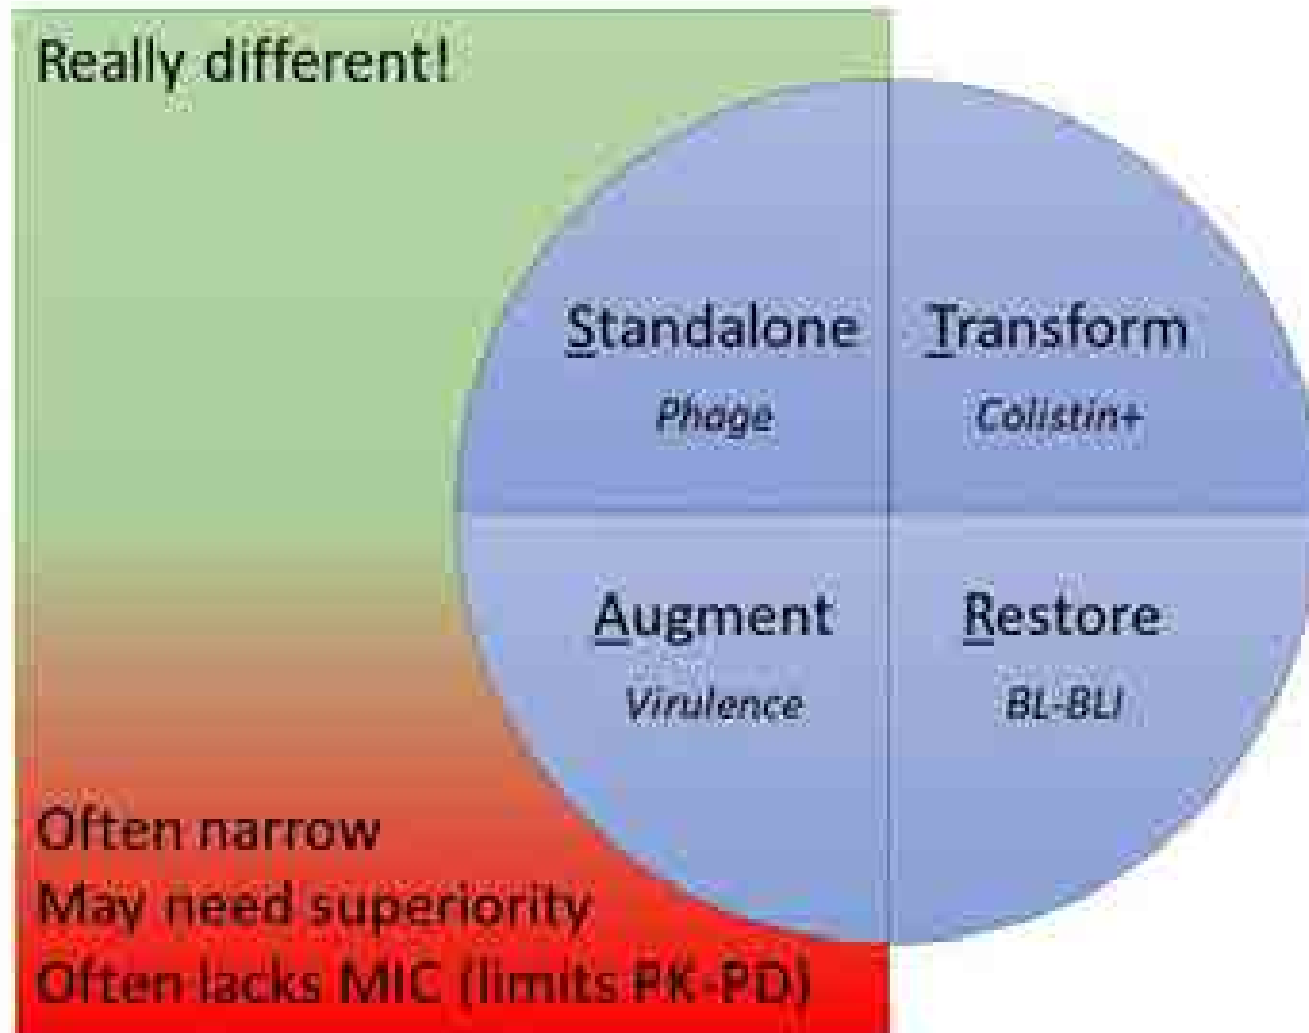 Really different!
Standalone
Phage
Transform
Colistin+
Augment
Virulence
Restore
BL-BLI
Often narrow
May need superiority
Often lacks MIC (limits PK-PD)